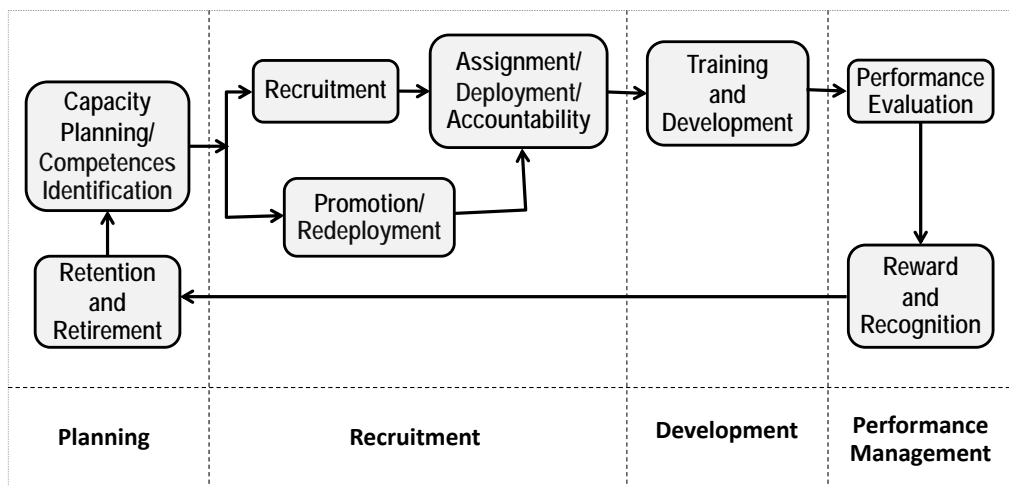 Capacity
Planning/
Competences
Identification
Retention
and
Retirement
Recruitment
Promotion/
Redeployment
Assignment/
Deployment/
Accountability
Training
and
Development
Performance
Evaluation
Reward
and
Recognition
Planning
Recruitment
Development
Performance
Management